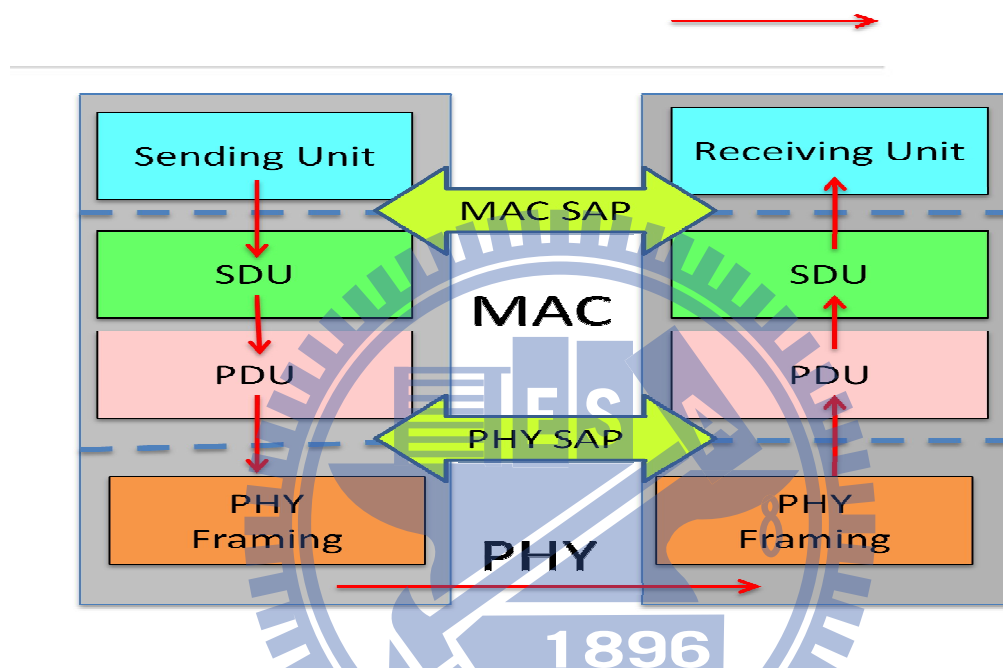 Sending Unit
Receiving Unit
MAC SAP
SDU
SDU
MAC
PDU
PDU
ES
A
PHY SAP
PHY
Framing
PHY
Framing
PHY
1896